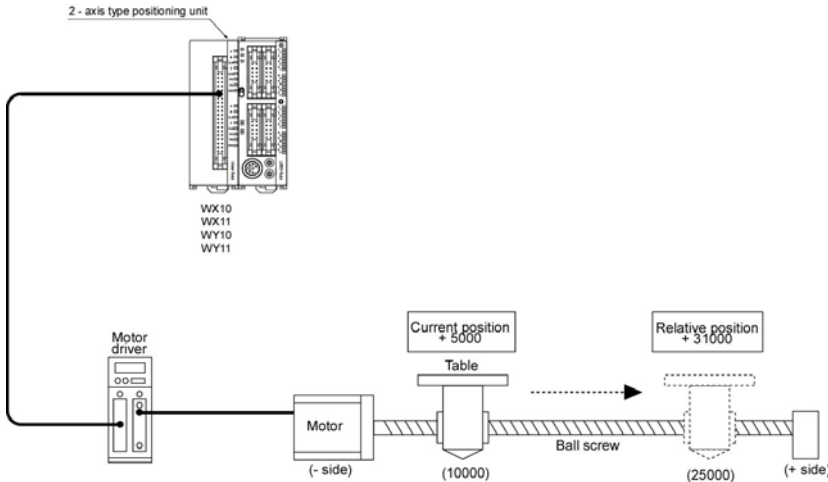 2 - axis type positioning unit
WX10
WX11
WY10
WY11
Motor
driver
Current position
+ 5000
Relative position
+ 31000
Table
Motor
Ball screw
(- side)
(10000)
(25000)
(+ side)